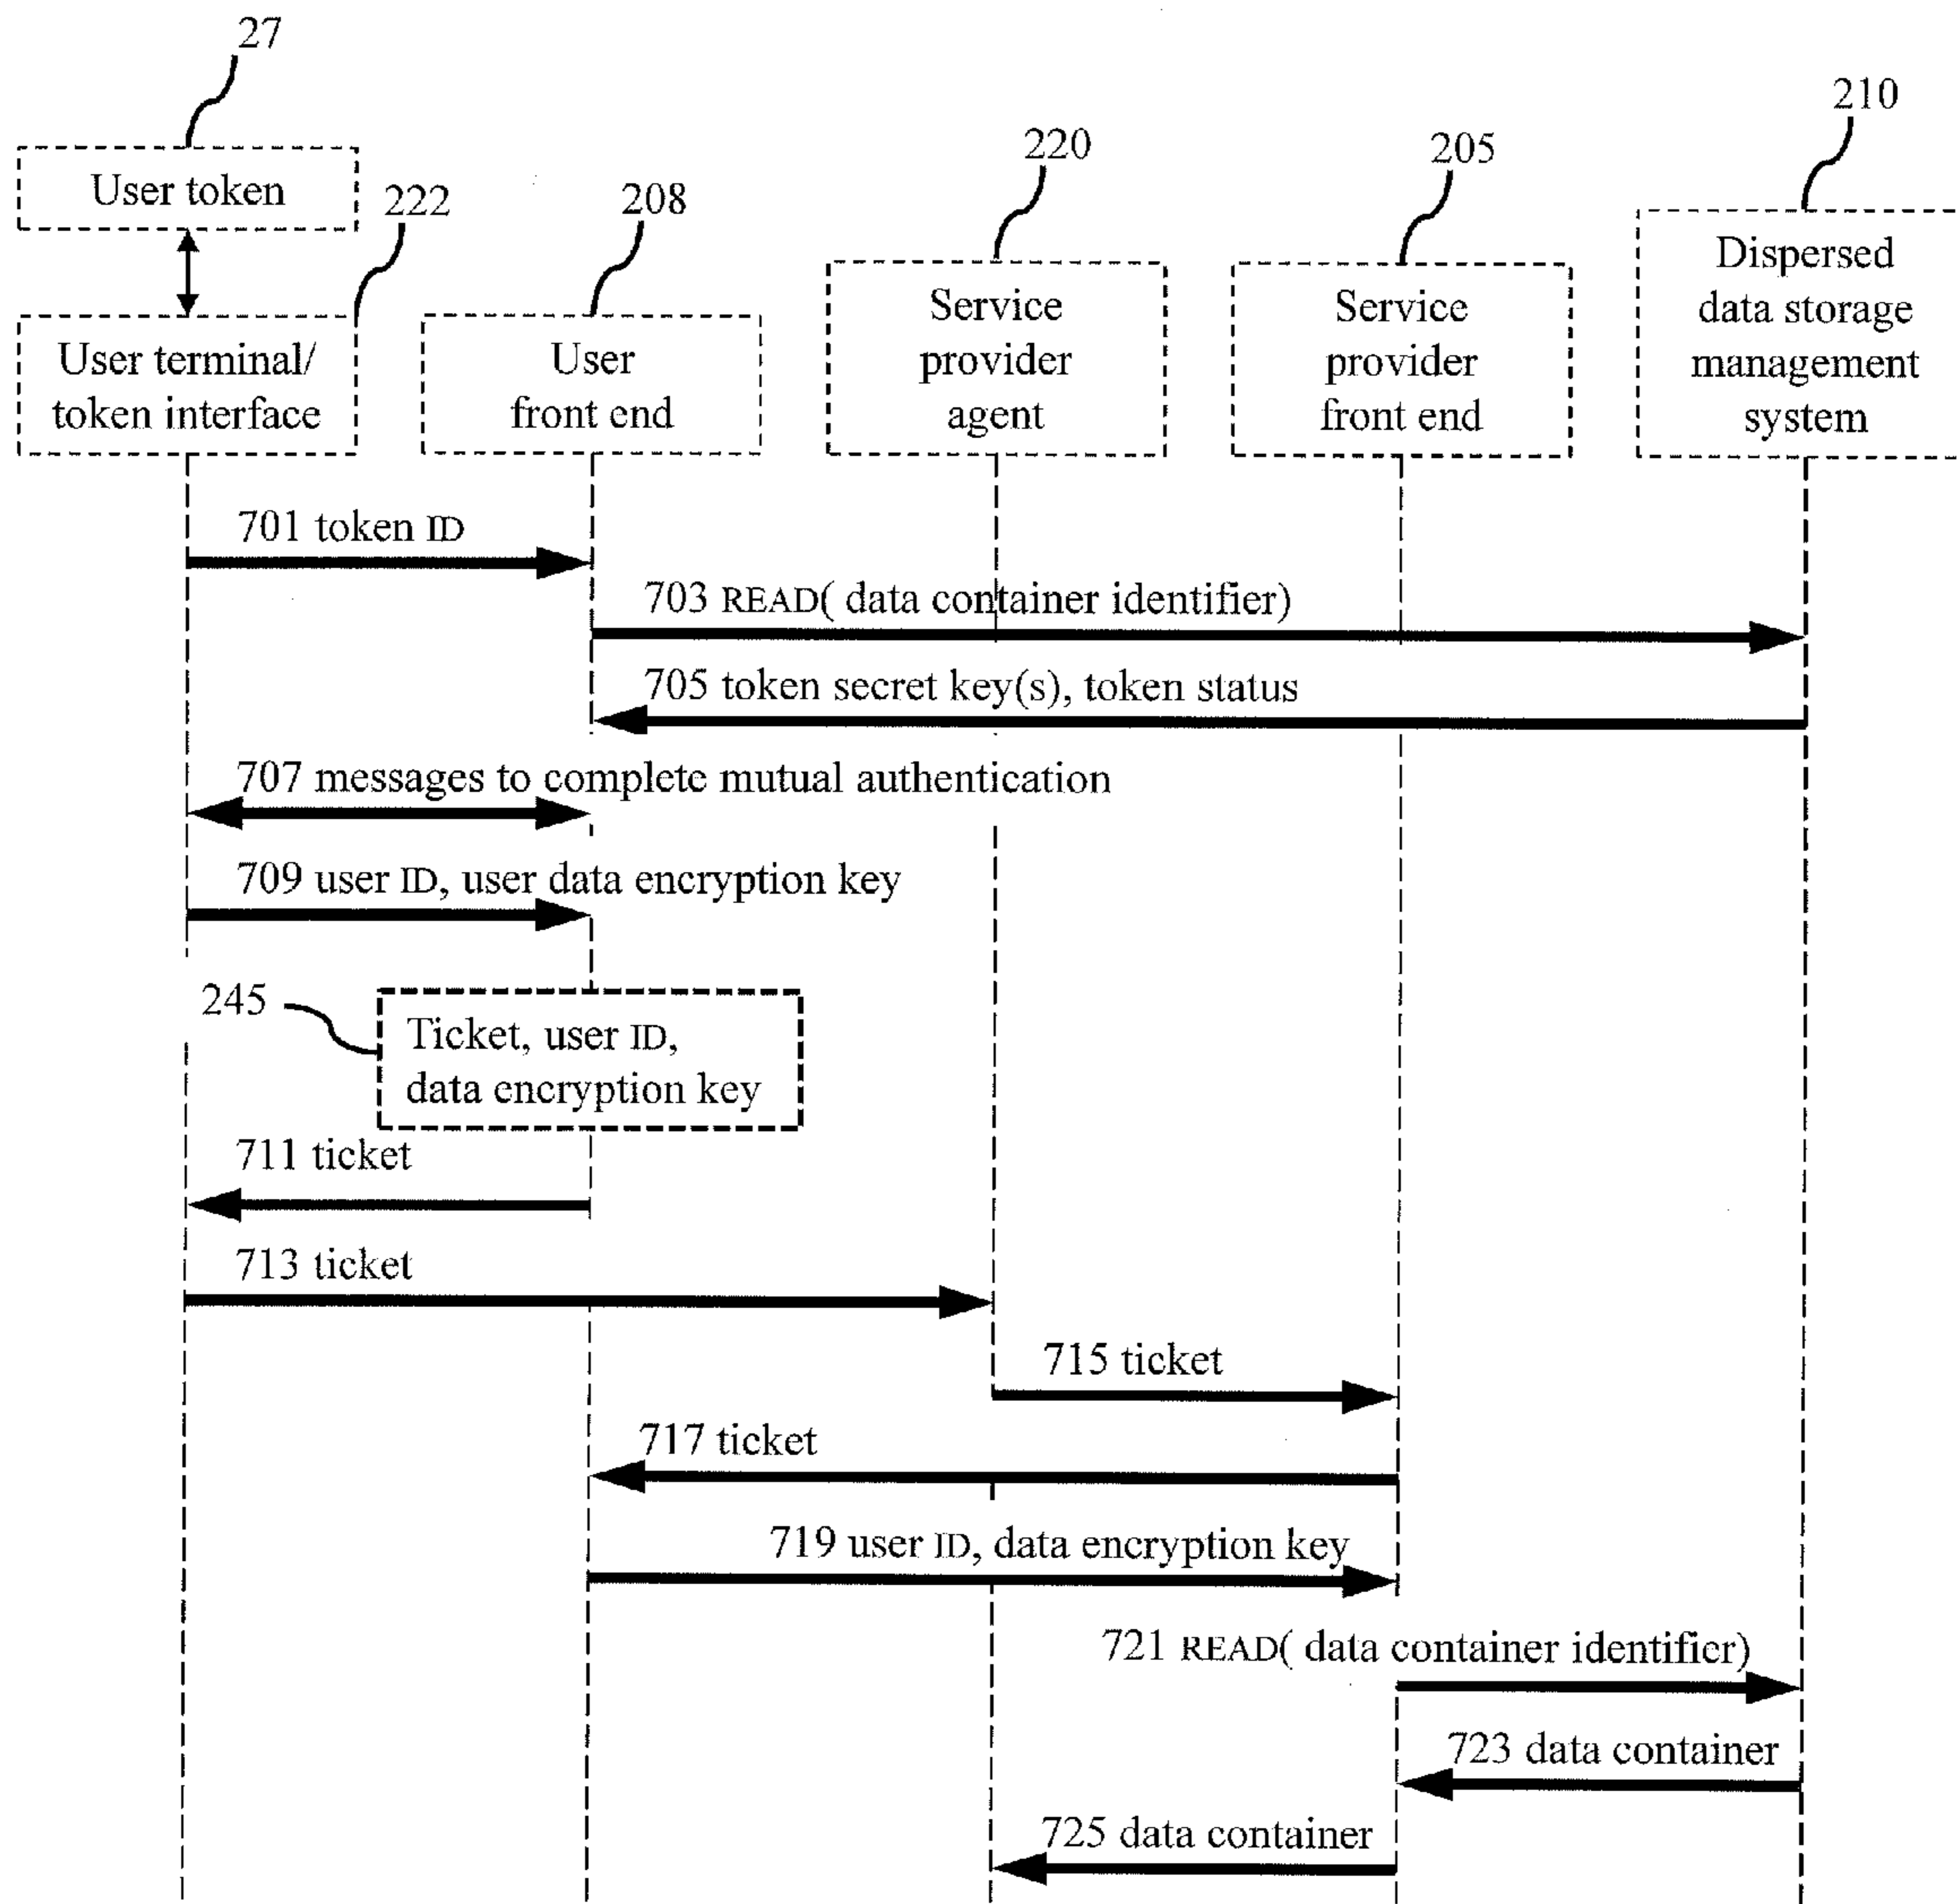 27
210
220
205
User token
222
208
Dispersed
data storage
management
system
Service
provider
agent
Service
provider
front end
User terminal/
token interface
User
front end
701 token ID
703 READ( data container identifier)
705 token secret key(s), token status
707 messages to complete mutual authentication
709 user ID, user data encryption key
245
Ticket, user ID,
data encryption key
711 ticket
713 ticket
715 ticket
717 ticket
719 user ID, data encryption key
721 READ( data container identifier)
723 data container
725 data container